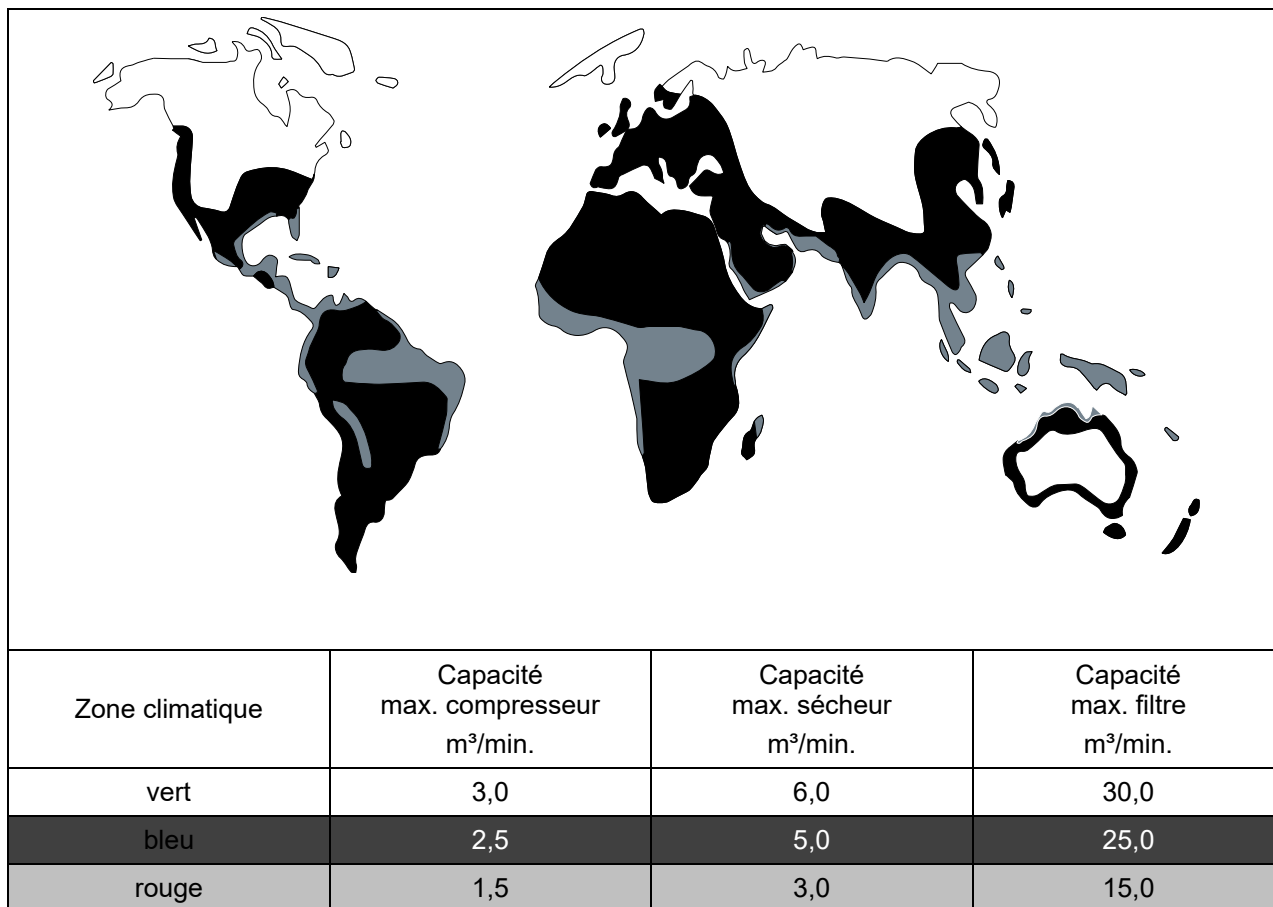 Zone climatique
Capacité
max. compresseur
m³/min.
Capacité
max. sécheur
m³/min.
Capacité
max. filtre
m³/min.
vert 3,0 6,0 30,0
bleu 2,5 5,0 25,0
rouge 1,5 3,0 15,0